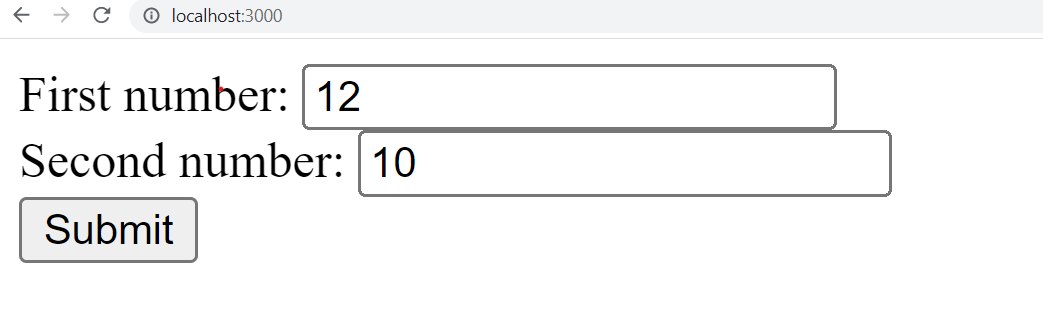 localhost:3000
First number: 12
Second number: 10
Submit